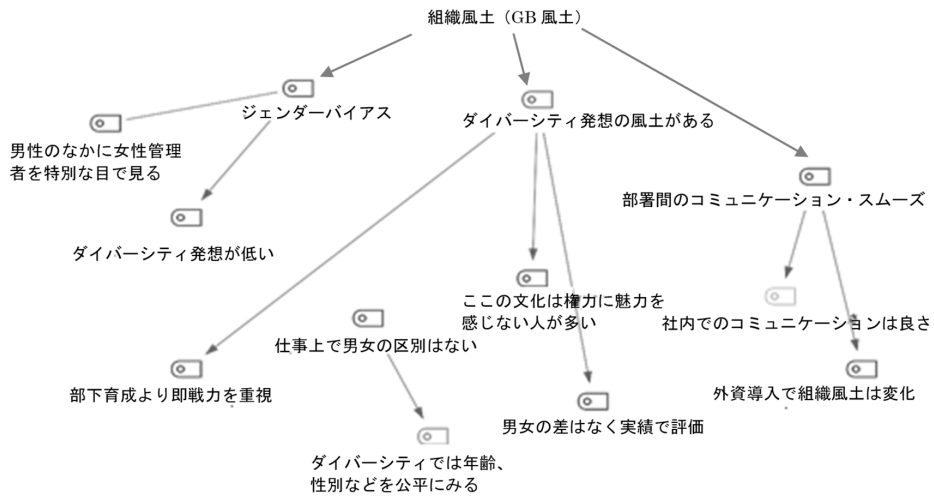 組織風土（GB 風土）
ジェンダーバイアス
ダイバーシティ発想の風土がある
男性のなかに女性管理
者を特別な目で見る
部署間のコミュニケーション・スムーズ
ダイバーシティ発想が低い
ここの文化は権力に魅力を
感じない人が多い
社内でのコミュニケーションは良さ
仕事上で男女の区別はない
部下育成より即戦力を重視
外資導入で組織風土は変化
男女の差はなく実績で評価
ダイバーシティでは年齢、
性別などを公平にみる